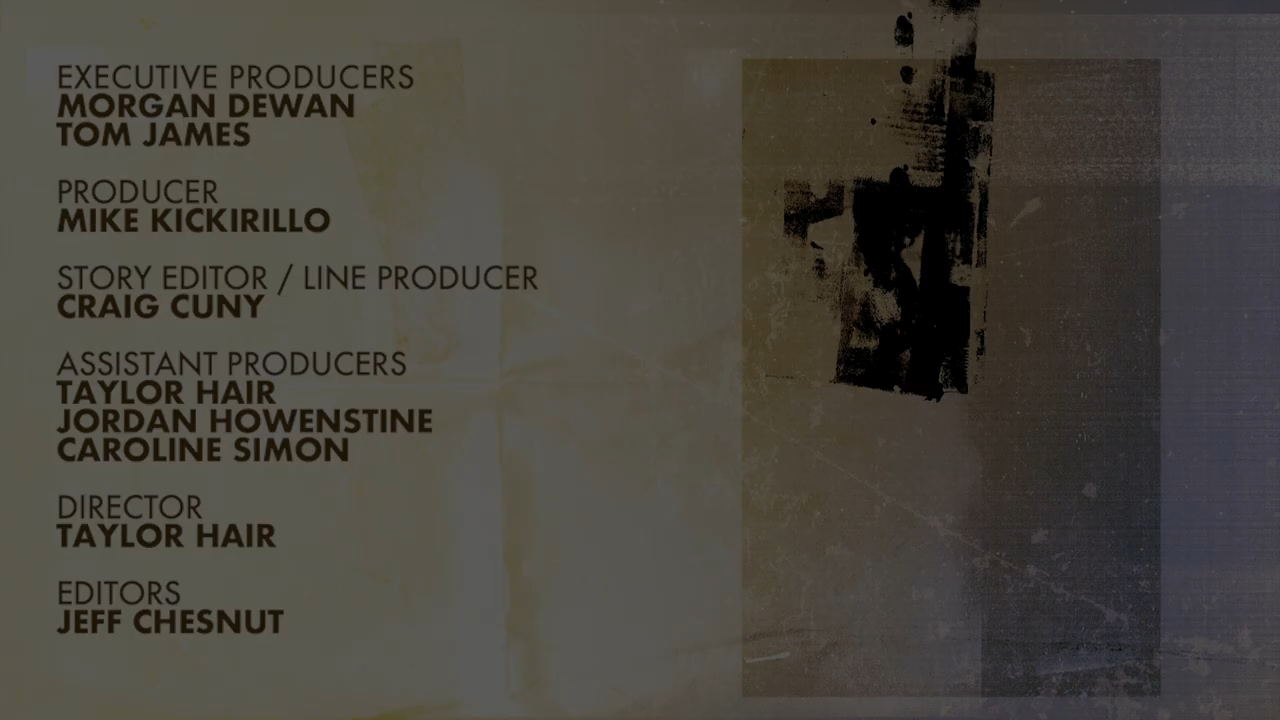 EXECUTIVE PRODUCERS
MORGAN DEWAN
TOM JAMES
PRODUCER
MIKE KICKIRILLO
STORY EDITOR / LINE PRODUCER
CRAIG CUNY
ASSISTANT PRODUCERS
TAYLOR HAIR
JORDAN HOWENSTINE
CAROLINE SIMON
DIRECTOR
TAYLOR HAIR
EDITORS
JEFF CHESNUT